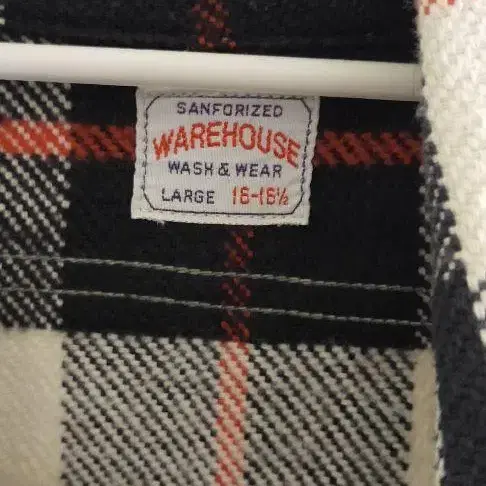 SANFORIZED
WAREHOUSE
WASH & WEAR
LARGE 16-16½